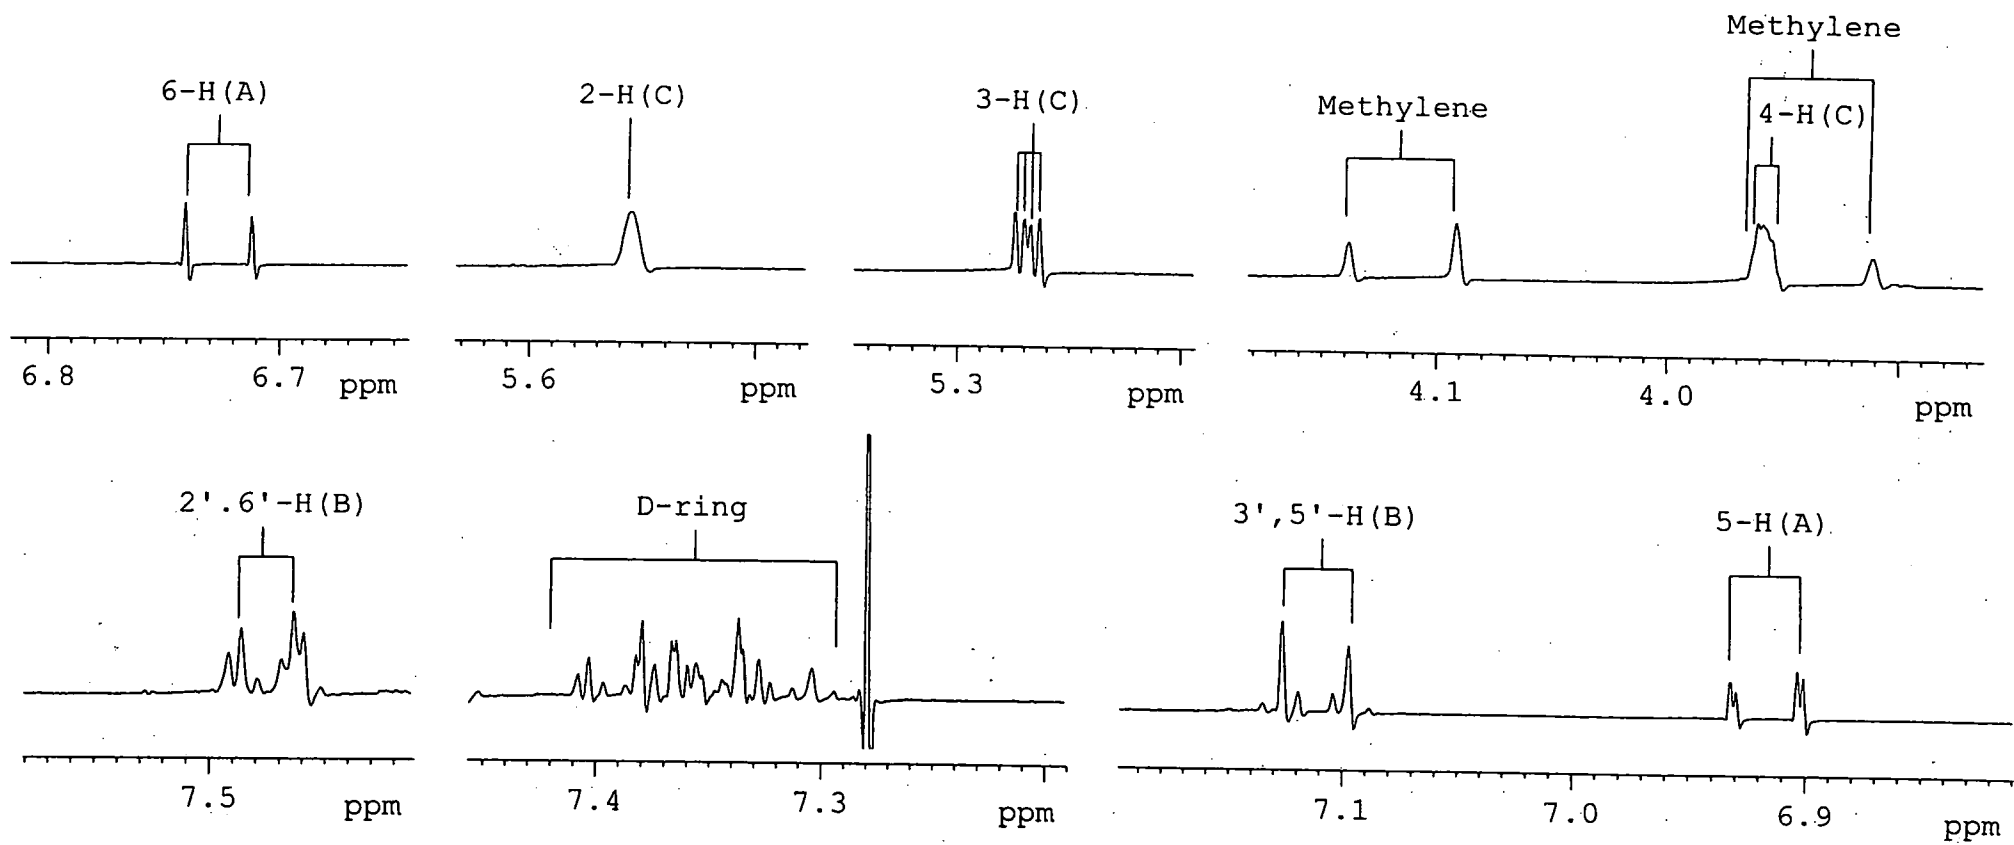 Methylene
6-H(A)
2-H(C)
3-H(C)
Methylene
4-H(C)
6.8
6.7
ppm
5.6
ppm
5.3
ppm
4.1
4.0
ppm
2'.6'-H(B)
D-ring
3',5'-H(B)
5-H(A)
7.5
ppm
7.4
7.3
ppm
7.1
7.0
6.9
ppm